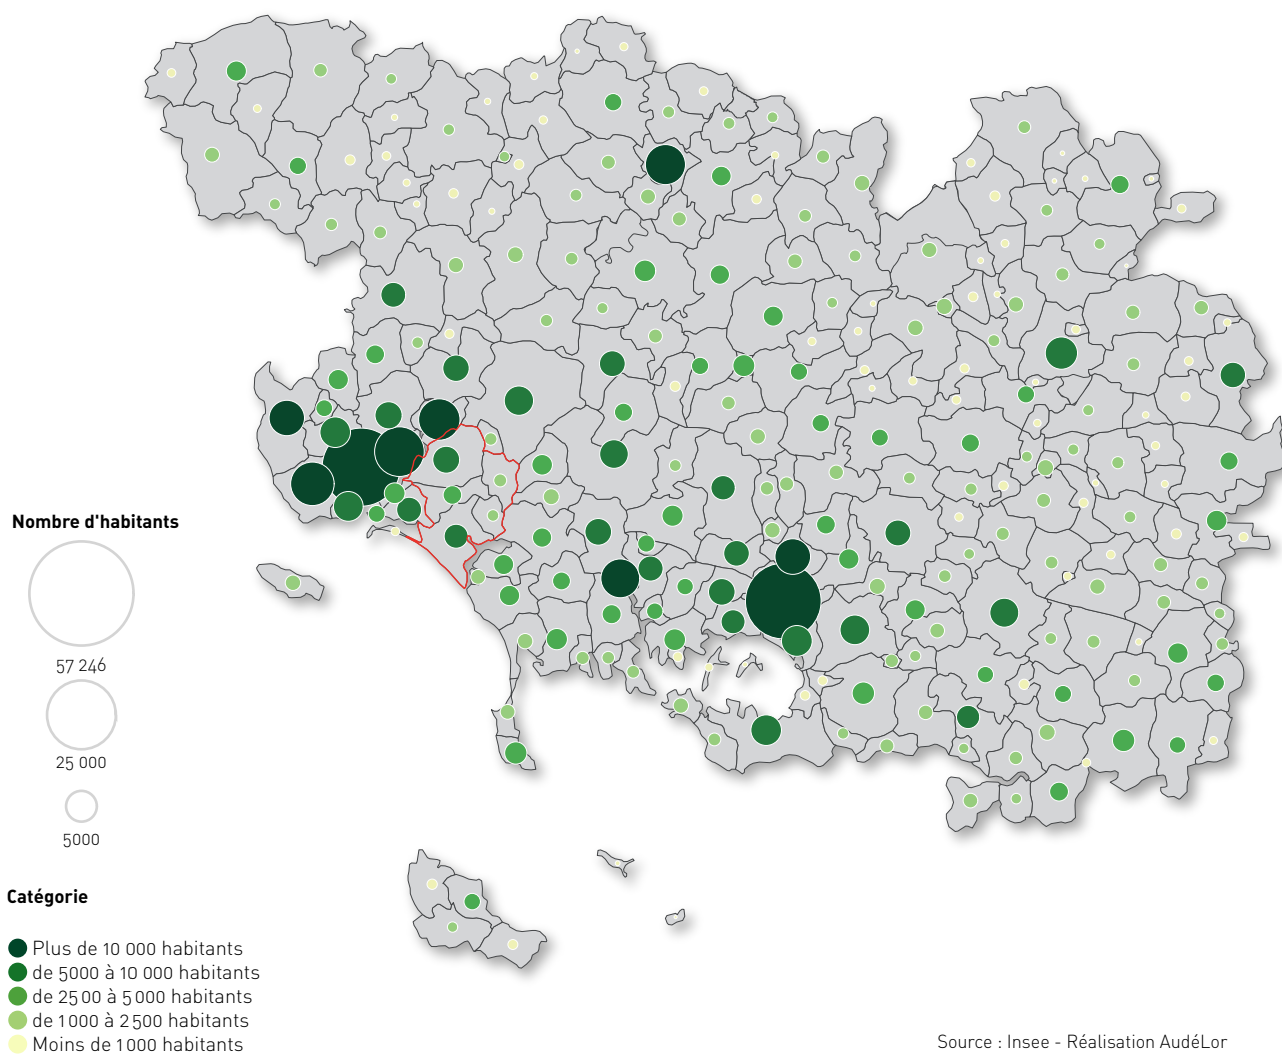 Nombre d'habitants
57 246
25 000
5000
Catégorie
Plus de 10 000 habitants
de 5000 à 10 000 habitants
de 2500 à 5000 habitants
de 1000 à 2500 habitants
Moins de 1000 habitants
Source : Insee - Réalisation AudéLor